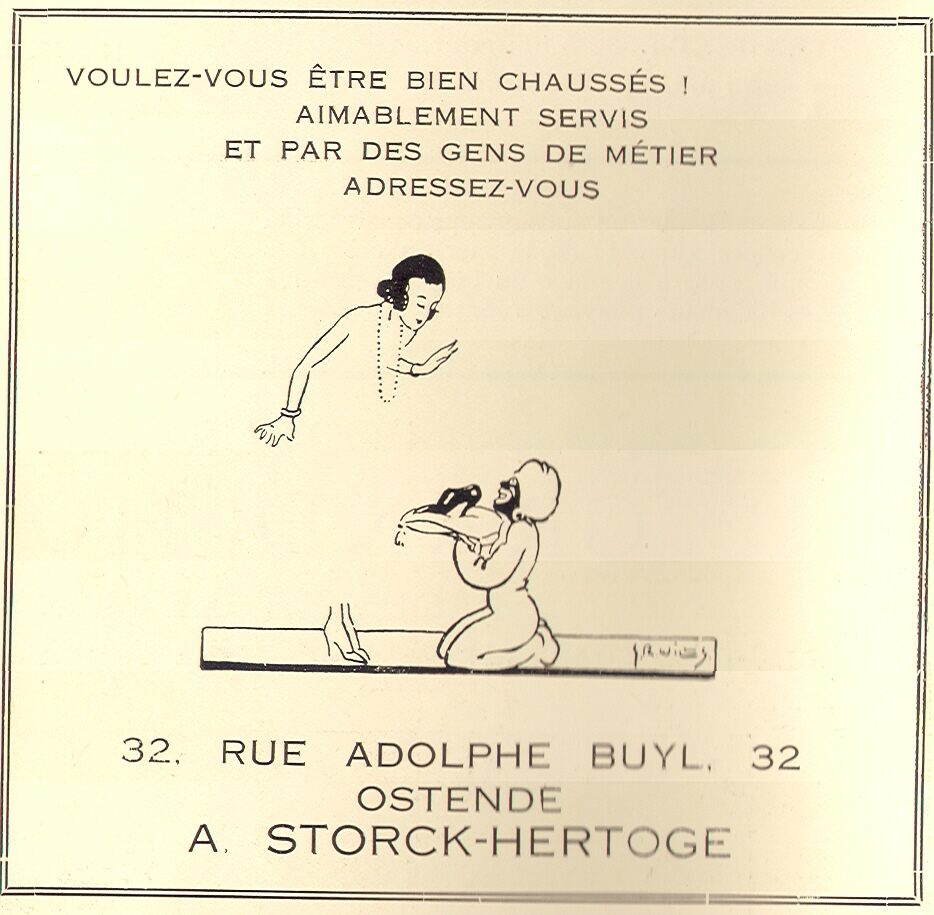 VOULEZ-VOUS ÊTRE BIEN CHAUSSÉS !
AIMABLEMENT SERVIS
ET PAR DES GENS DE MÉTIER
ADRESSEZ-VOUS
32, RUE ADOLPHE BUYL, 32
OSTENDE
A. STORCK-HERTOGE